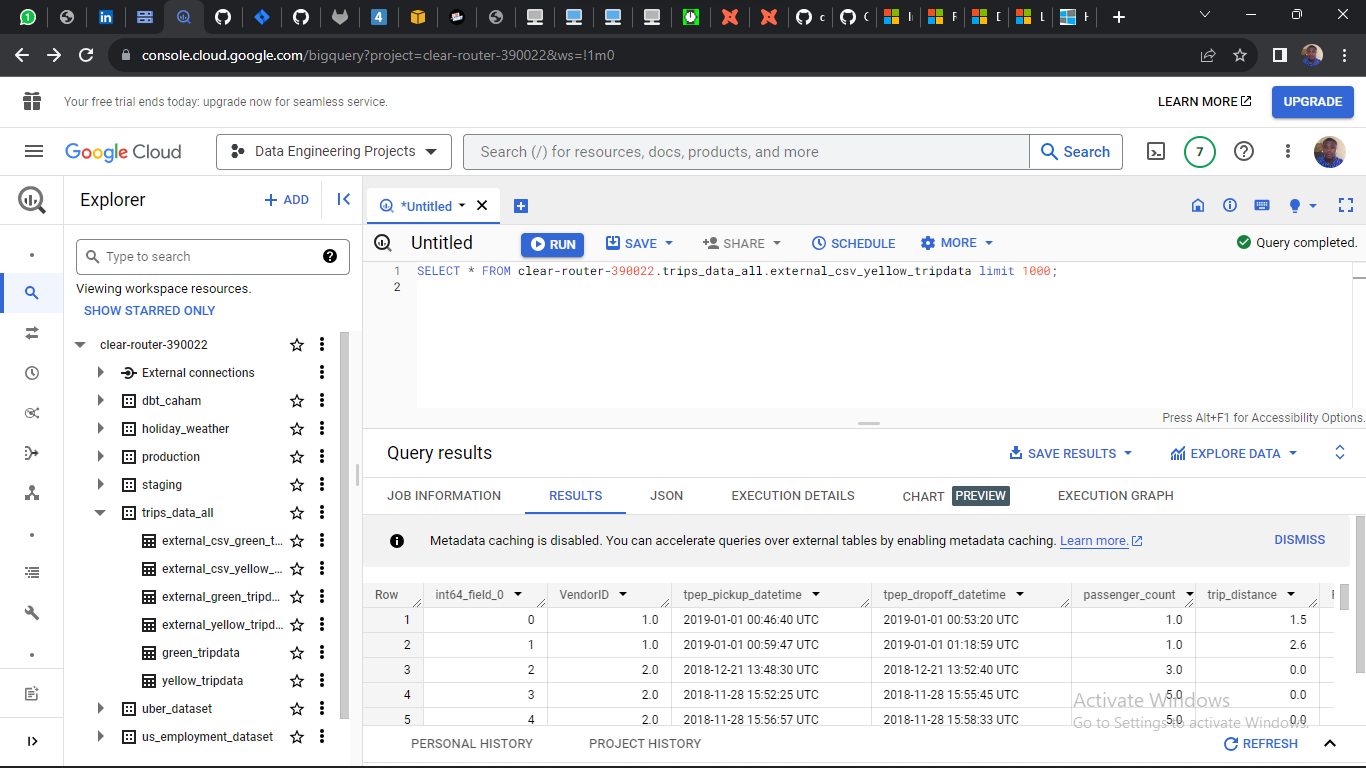 console.cloud.google.com/bigquery?project=clear-router-390022&ws=!1m0
Your free trial ends today: upgrade now for seamless service.
LEARN MORE
UPGRADE
Google Cloud
Data Engineering Projects
Search (/) for resources, docs, products, and more
Search
7
Explorer
+ ADD
*Untitled
Untitled
RUN
SAVE
SHARE
SCHEDULE
MORE
Query completed.
Type to search
Viewing workspace resources.
SHOW STARRED ONLY
1 SELECT * FROM clear-router-390022.trips_data_all.external_csv_yellow_tripdata limit 1000;
2
Press Alt+F1 for Accessibility Options.
clear-router-390022
External connections
dbt_caham
holiday_weather
production
staging
trips_data_all
external_csv_green_t...
external_csv_yellow_...
external_green_tripd...
external_yellow_tripd...
green_tripdata
yellow_tripdata
uber_dataset
us_employment_dataset
Query results
SAVE RESULTS
EXPLORE DATA
JOB INFORMATION RESULTS JSON EXECUTION DETAILS CHART PREVIEW EXECUTION GRAPH
Metadata caching is disabled. You can accelerate queries over external tables by enabling metadata caching. Learn more.
DISMISS
Row int64_field_0 VendorID tpep_pickup_datetime tpep_dropoff_datetime passenger_count trip_distance
1 0 1.0 2019-01-01 00:46:40 UTC 2019-01-01 00:53:20 UTC 1.0 1.5
2 1 1.0 2019-01-01 00:59:47 UTC 2019-01-01 01:18:59 UTC 1.0 2.6
3 2 2.0 2018-12-21 13:48:30 UTC 2018-12-21 13:52:40 UTC 3.0 0.0
4 3 2.0 2018-11-28 15:52:25 UTC 2018-11-28 15:55:45 UTC 5.0 0.0
5 4 2.0 2018-11-28 15:56:57 UTC 2018-11-28 15:58:33 UTC 5.0 0.0
Activate Windows
Go to Settings to activate Windows.
PERSONAL HISTORY
PROJECT HISTORY
REFRESH